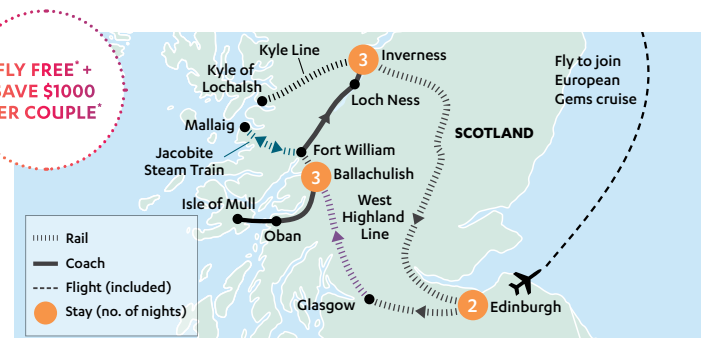 FLY FREE* +
SAVE $1000
PER COUPLE*
Kyle Line
3
Inverness
Kyle of
Lochalsh
Loch Ness
Fly to join
European
Gems cruise
Mallaig
SCOTLAND
Jacobite
Steam Train
Fort William
3
Ballachulish
Isle of Mull
Oban
West
Highland
Line
Rail
Coach
Flight (included)
Stay (no. of nights)
Glasgow
2
Edinburgh